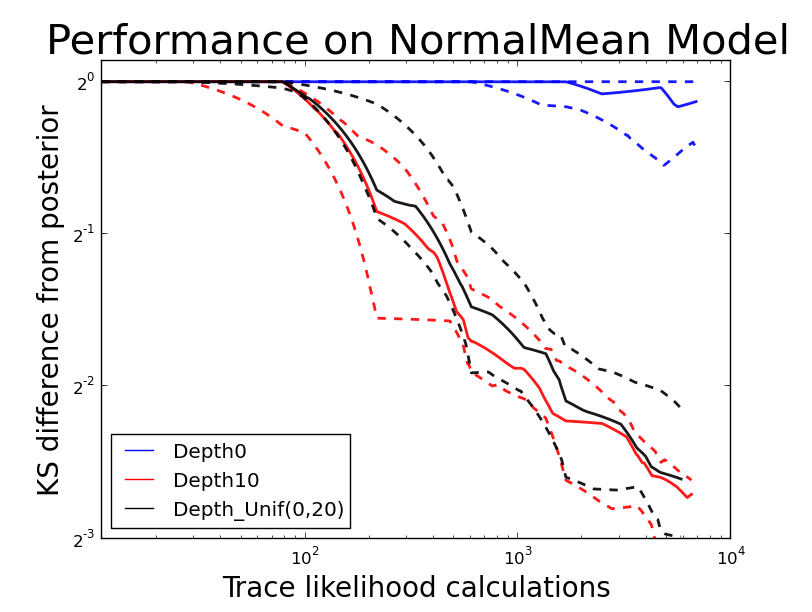 Performance on NormalMean Model
KS difference from posterior
2^0
2^-1
2^-2
2^-3
Depth0
Depth10
Depth_Unif(0,20)
10^2
10^3
10^4
Trace likelihood calculations